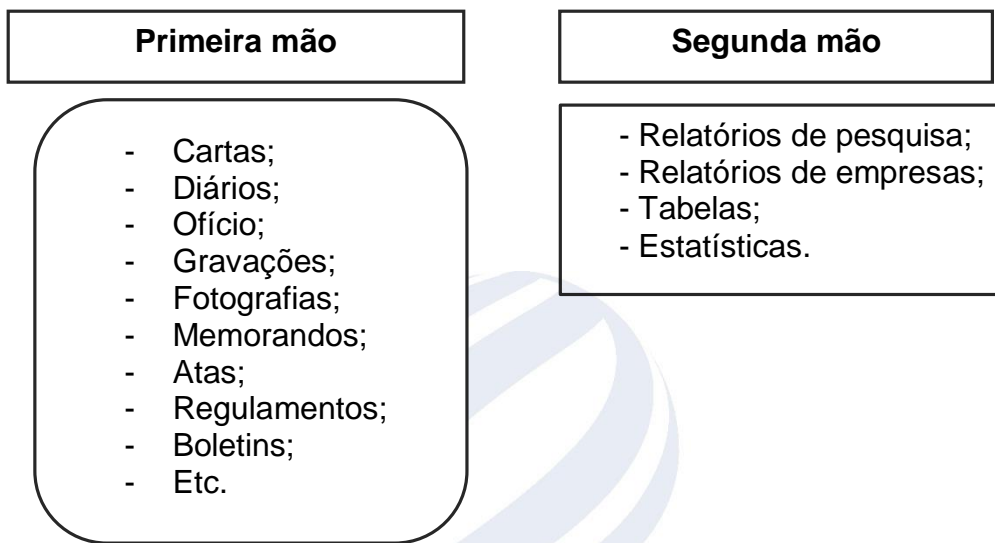 Primeira mão
- Cartas;
- Diários;
- Ofício;
- Gravações;
- Fotografias;
- Memorandos;
- Atas;
- Regulamentos;
- Boletins;
- Etc.
Segunda mão
- Relatórios de pesquisa;
- Relatórios de empresas;
- Tabelas;
- Estatísticas.